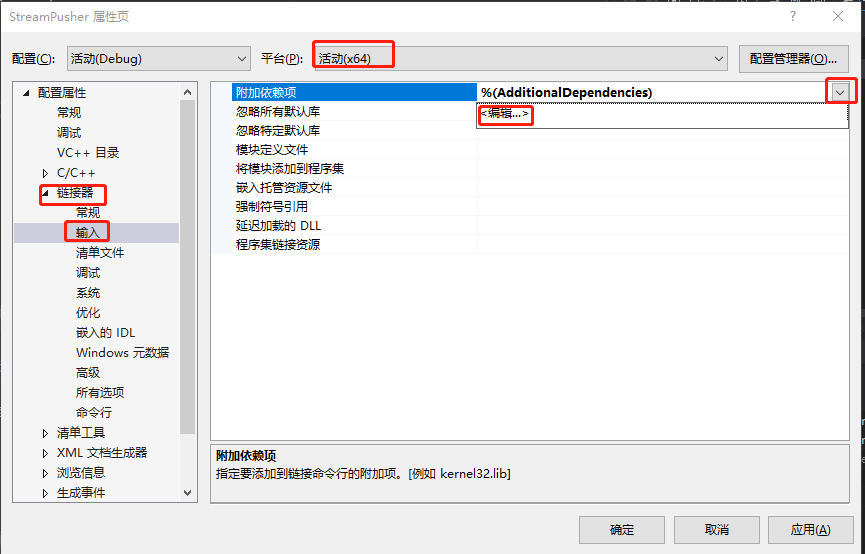 StreamPusher 属性页
配置(C): 活动(Debug) 平台(P): 活动(x64) 配置管理器(O)...
配置属性
常规
调试
VC++ 目录
C/C++
链接器
常规
输入
清单文件
调试
系统
优化
嵌入的 IDL
Windows 元数据
高级
所有选项
命令行
清单工具
XML 文档生成器
浏览信息
生成事件
附加依赖项 %(AdditionalDependencies)
忽略所有默认库 <编辑...>
忽略特定默认库
模块定义文件
将模块添加到程序集
嵌入托管资源文件
强制符号引用
延迟加载的 DLL
程序集链接资源
附加依赖项
指定要添加到链接命令行的附加项。[例如 kernel32.lib]
确定 取消 应用(A)